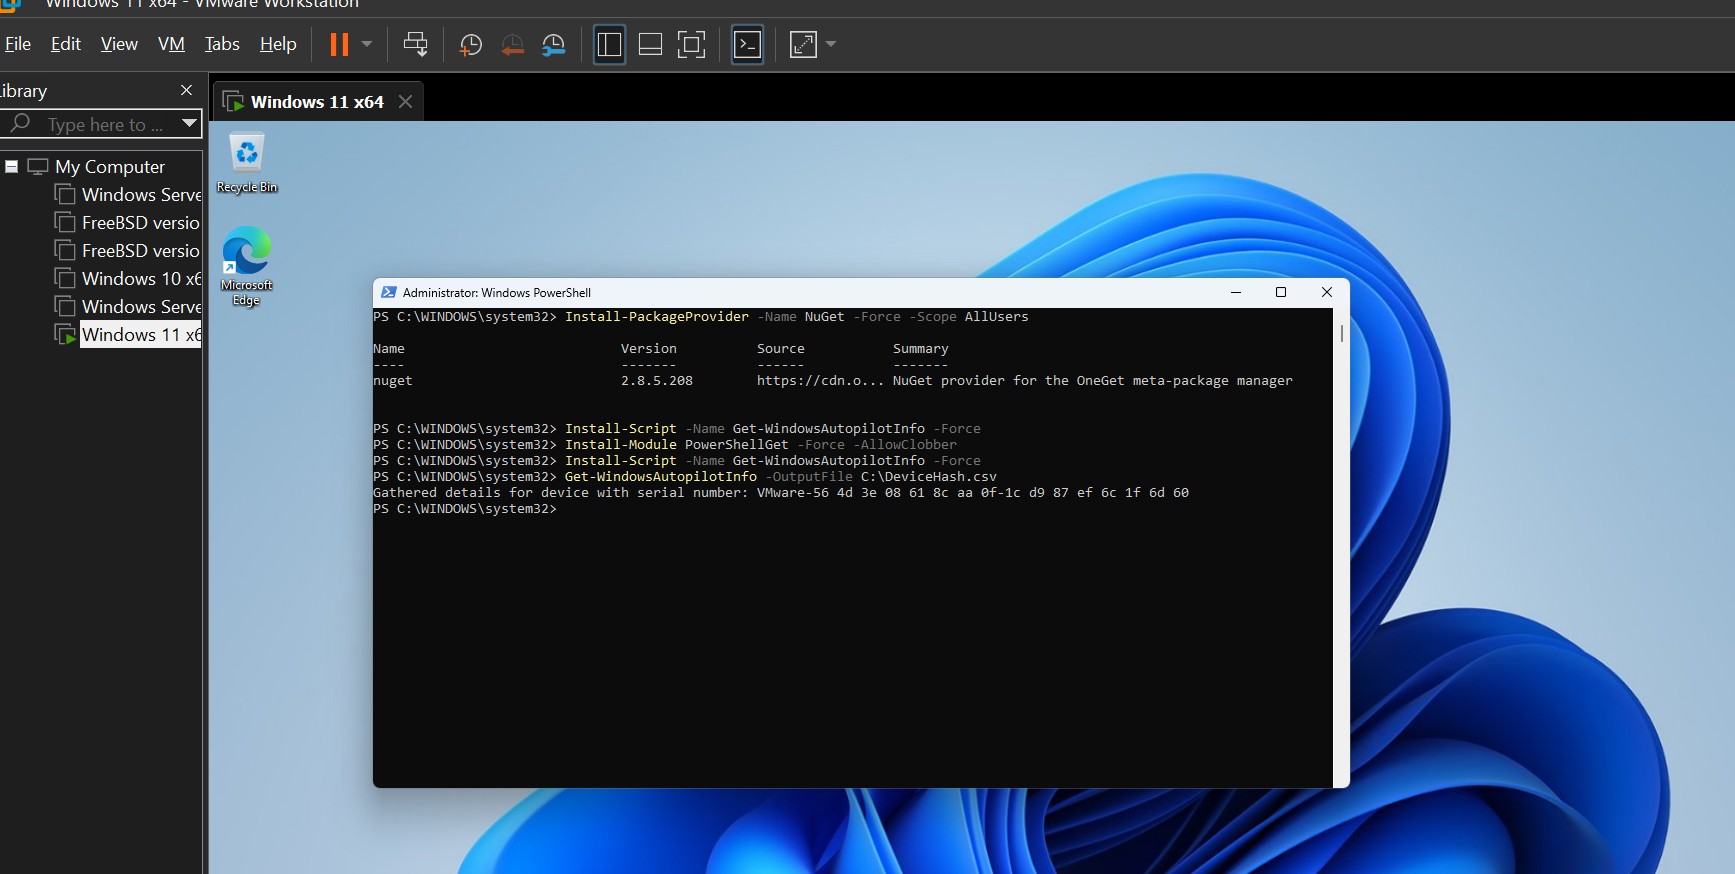 Windows 11 x64 - VMware Workstation
File Edit View VM Tabs Help
Library
Type here to ...
My Computer
Windows Serve
FreeBSD versio
FreeBSD versio
Windows 10 x6
Windows Serve
Windows 11 x6
Windows 11 x64
Recycle Bin
Microsoft
Edge
Administrator: Windows PowerShell
PS C:\WINDOWS\system32> Install-PackageProvider -Name NuGet -Force -Scope AllUsers
Name Version Source Summary
---- ------- ------ -------
nuget 2.8.5.208 https://cdn.o... NuGet provider for the OneGet meta-package manager
PS C:\WINDOWS\system32> Install-Script -Name Get-WindowsAutopilotInfo -Force
PS C:\WINDOWS\system32> Install-Module PowerShellGet -Force -AllowClobber
PS C:\WINDOWS\system32> Install-Script -Name Get-WindowsAutopilotInfo -Force
PS C:\WINDOWS\system32> Get-WindowsAutopilotInfo -OutputFile C:\DeviceHash.csv
Gathered details for device with serial number: VMware-56 4d 3e 08 61 8c aa 0f-1c d9 87 ef 6c 1f 6d 60
PS C:\WINDOWS\system32>